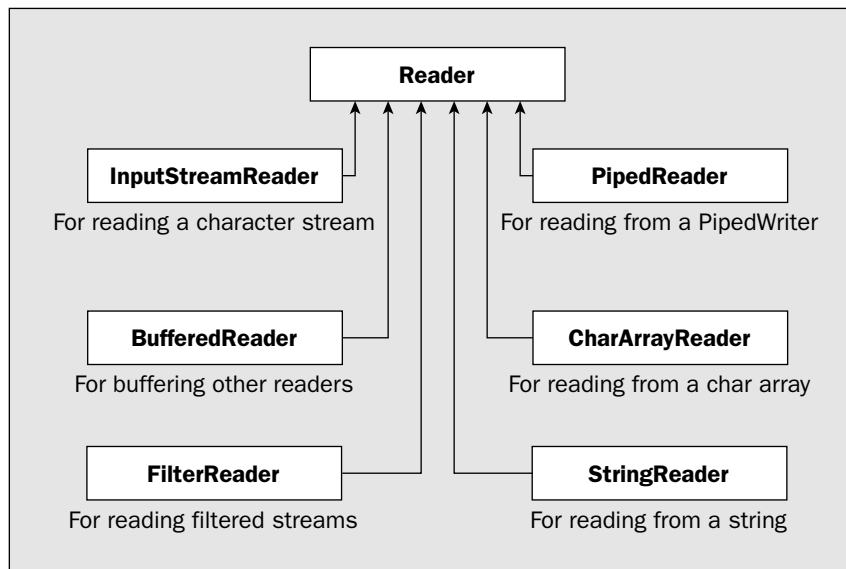 Reader
InputStreamReader
For reading a character stream
PipedReader
For reading from a PipedWriter
BufferedReader
For buffering other readers
CharArrayReader
For reading from a char array
FilterReader
For reading filtered streams
StringReader
For reading from a string